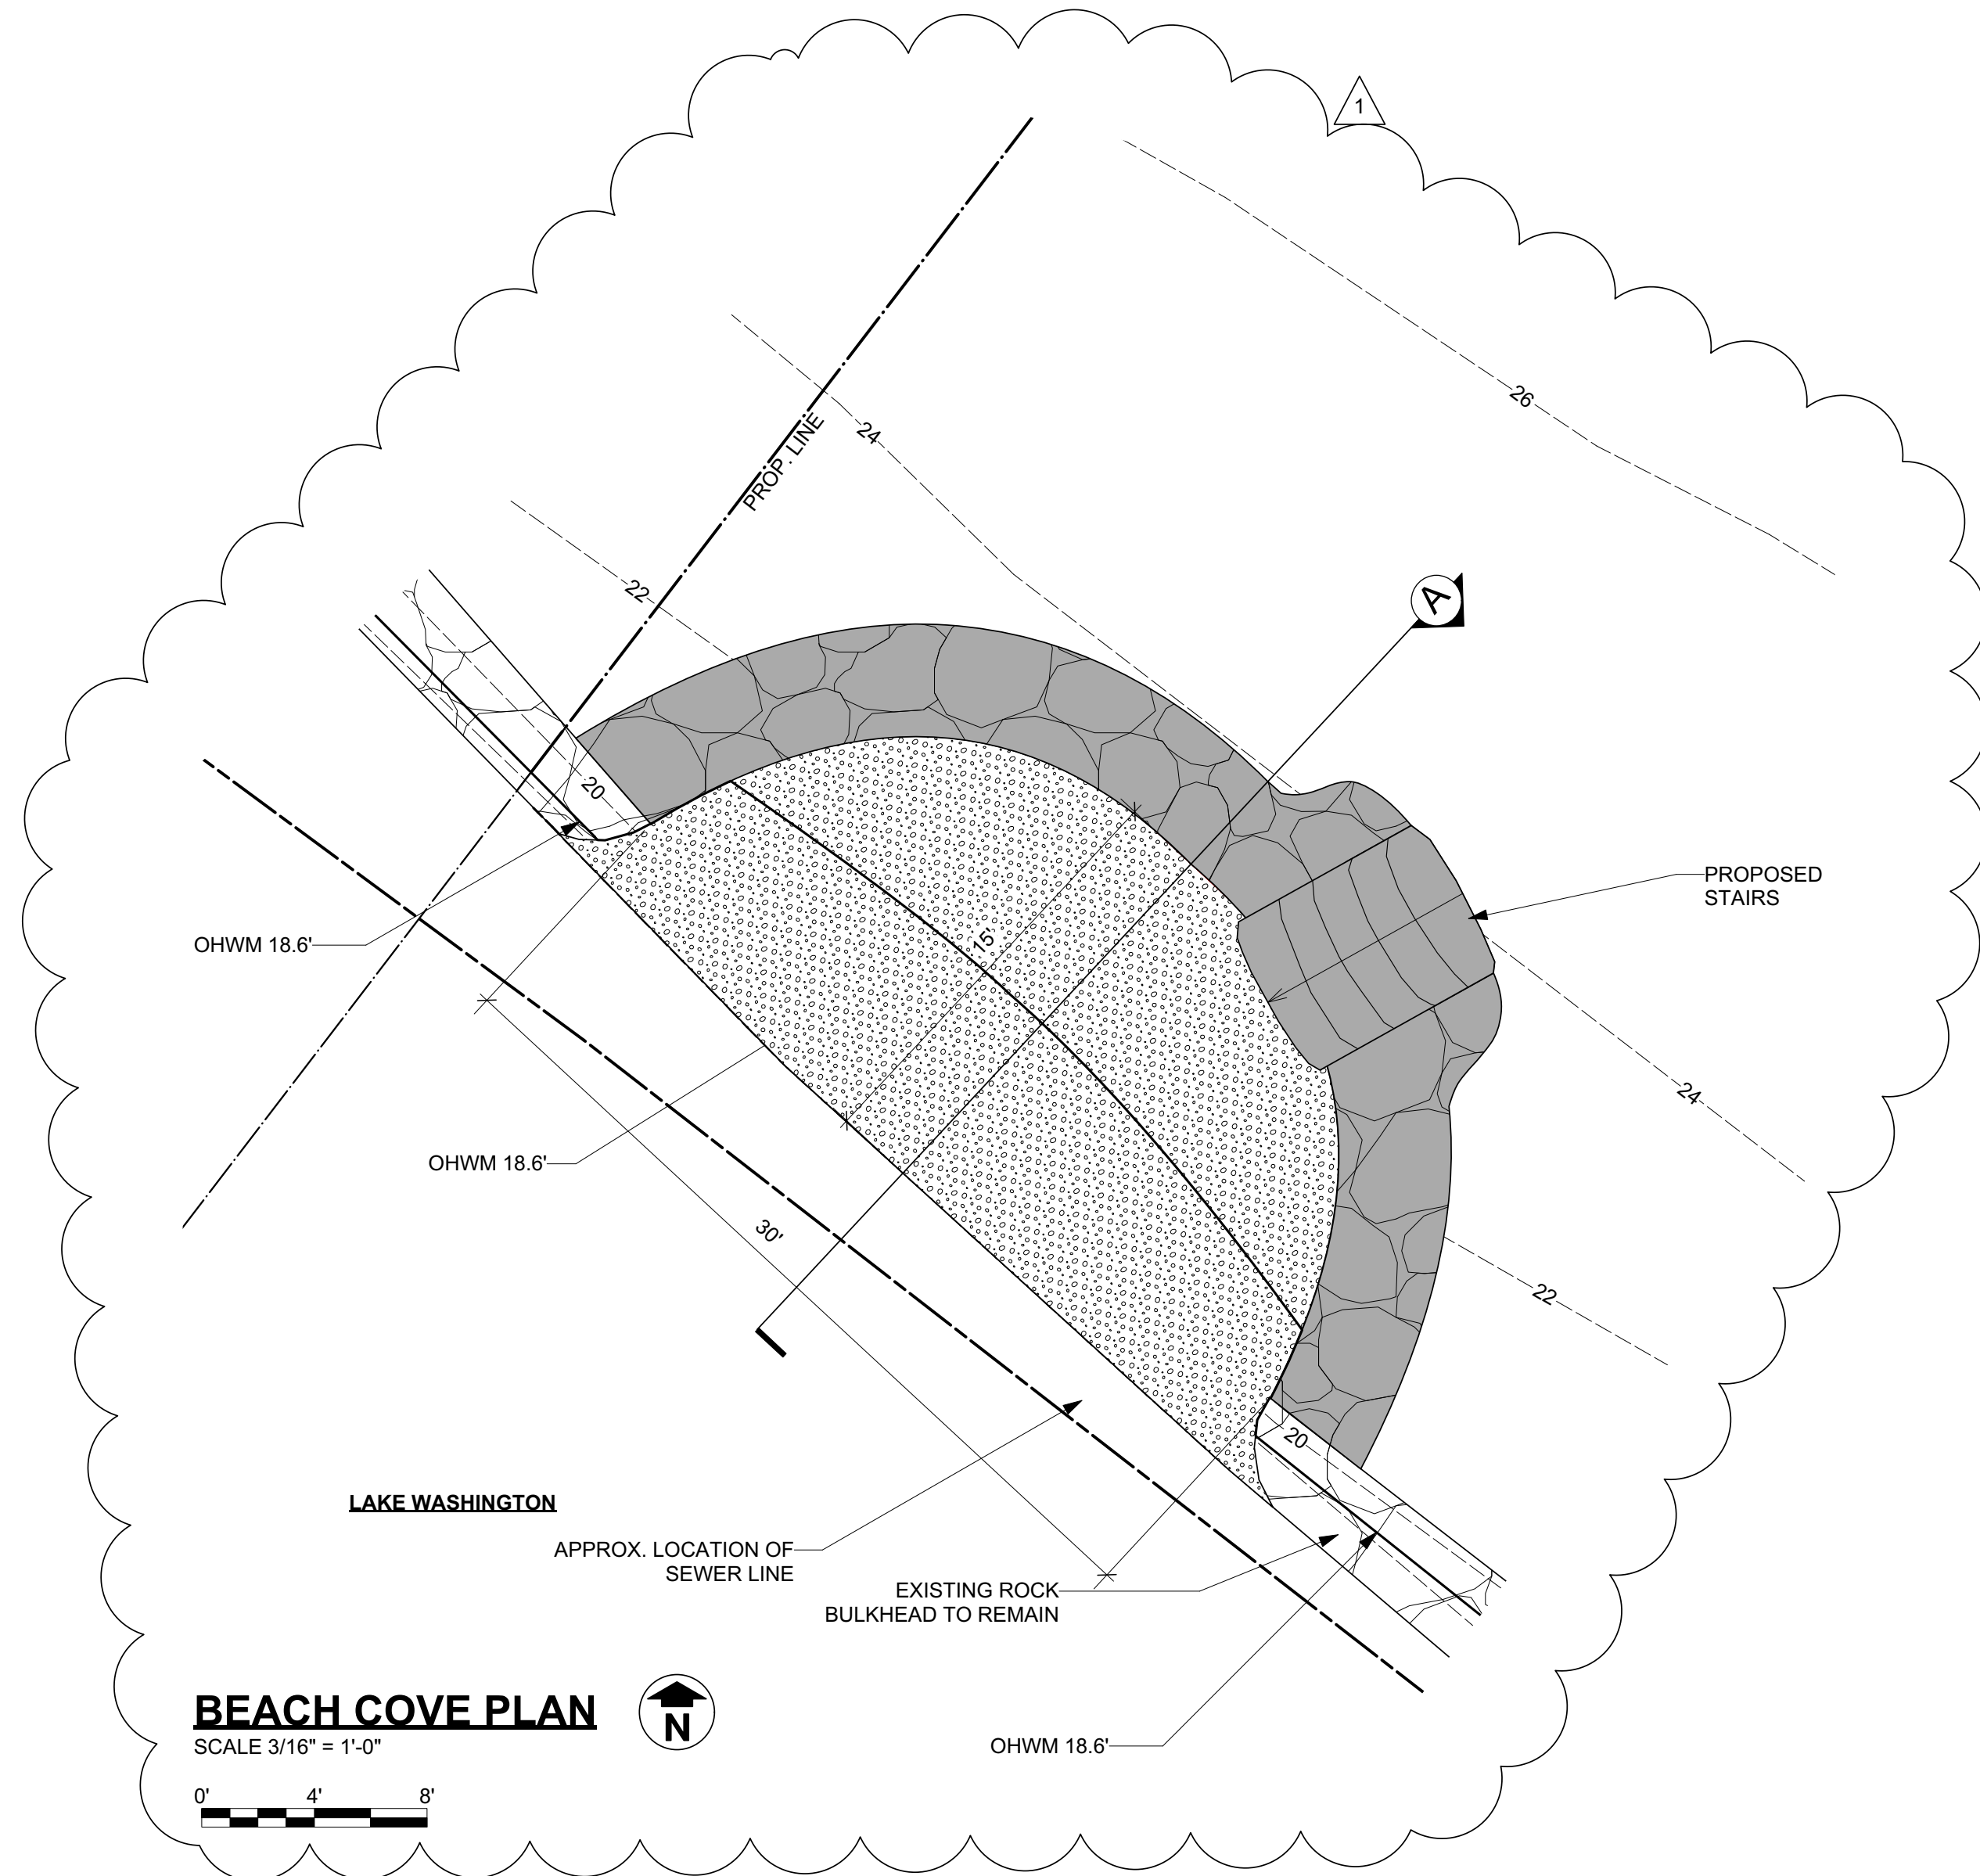 1
26
24
PROP. LINE
22
A
20
PROPOSED
STAIRS
OHWM 18.6'
15'
24
OHWM 18.6'
30'
22
20
LAKE WASHINGTON
APPROX. LOCATION OF
SEWER LINE
EXISTING ROCK
BULKHEAD TO REMAIN
BEACH COVE PLAN
N
SCALE 3/16" = 1'-0"
OHWM 18.6'
0' 4' 8'